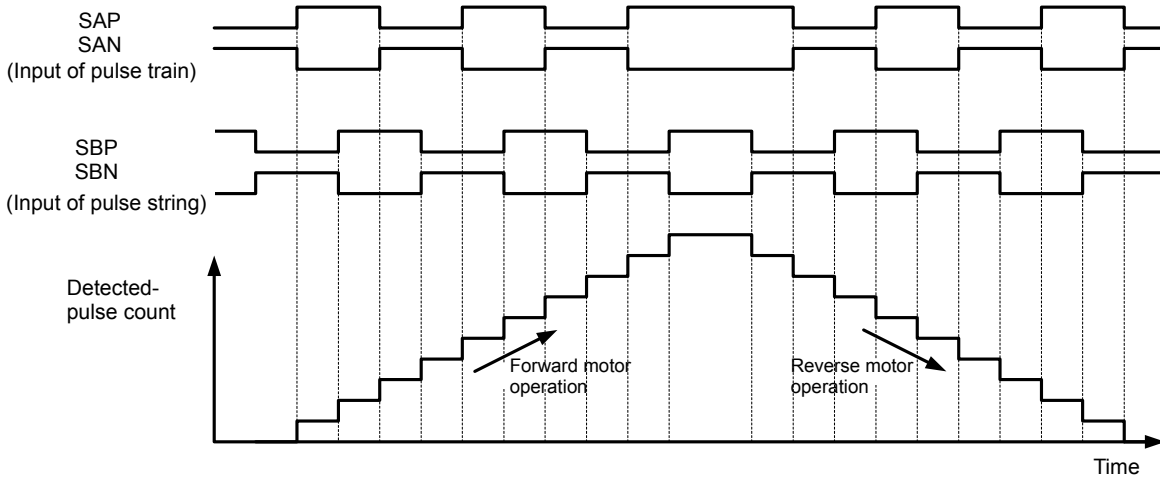 SAP
SAN
(Input of pulse train)
SBP
SBN
(Input of pulse string)
Detected-
pulse count
Forward motor
operation
Reverse motor
operation
Time